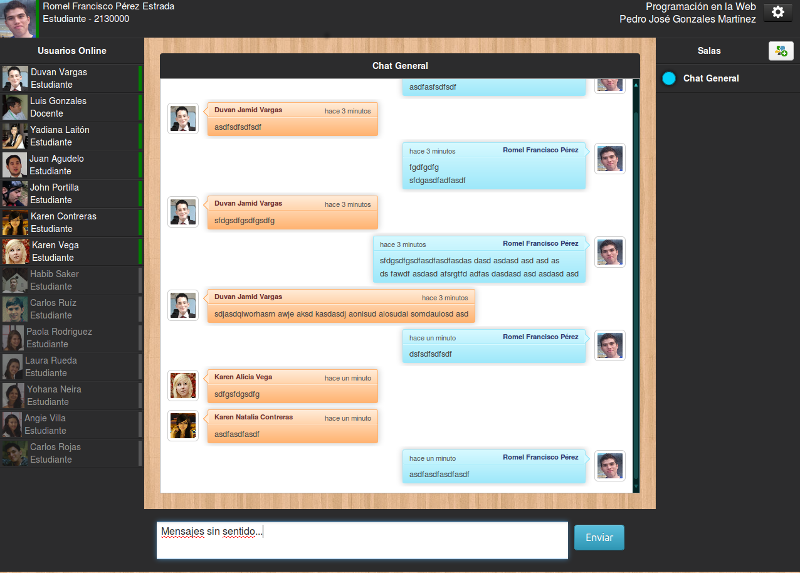 Romel Francisco Pérez Estrada
Estudiante - 2130000
Programación en la Web
Pedro José Gonzales Martínez
Usuarios Online
Duvan Vargas
Estudiante
Luis Gonzales
Docente
Yadiana Laitón
Estudiante
Juan Agudelo
Estudiante
John Portilla
Estudiante
Karen Contreras
Estudiante
Karen Vega
Estudiante
Habib Saker
Estudiante
Carlos Ruíz
Estudiante
Paola Rodriguez
Estudiante
Laura Rueda
Estudiante
Yohana Neira
Estudiante
Angie Villa
Estudiante
Carlos Rojas
Estudiante
Chat General
asdfasfsdfsdf
Duvan Jamid Vargas hace 3 minutos
asdfsdfsdfsdf
hace 3 minutos Romel Francisco Pérez
fgdfgdfg
sfdgasdfadfasdf
Duvan Jamid Vargas hace 3 minutos
sfdgsdfgsdfgsdfg
hace 3 minutos Romel Francisco Pérez
sfdgsdfgsdfasdfasdfasdas dasd asdasd asd asd as
ds fawdf asdasd afsrgttd adfas dasdasd asd asdasd asd
Duvan Jamid Vargas hace 3 minutos
sdjasdqiworhasm awje aksd kasdasdj aonisud aiosudai somdauiosd asd
hace un minuto Romel Francisco Pérez
dsfsdfsdfsdf
Karen Alicia Vega hace un minuto
sdfgsfdgsdfg
Karen Natalia Contreras hace un minuto
asdfasdfasdf
hace un minuto Romel Francisco Pérez
asdfasdfasdfasdf
Mensajes sin sentido...
Enviar
Salas
Chat General